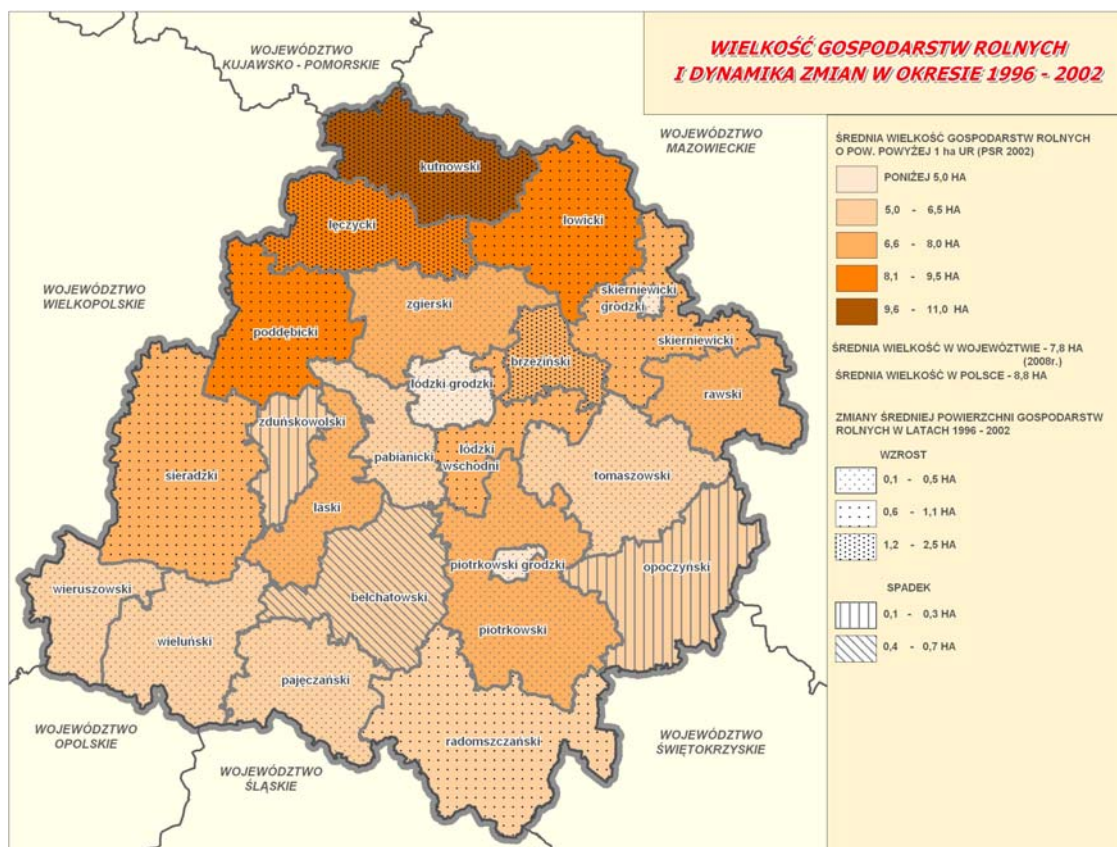 WIELKOŚĆ GOSPODARSTW ROLNYCH
I DYNAMIKA ZMIAN W OKRESIE 1996 - 2002
WOJEWÓDZTWO
KUJAWSKO - POMORSKIE
WOJEWÓDZTWO
MAZOWIECKIE
WOJEWÓDZTWO
WIELKOPOLSKIE
kutnowski
łęczycki
łowicki
zgierski
skierniewicki
grodzki
poddębicki
skierniewicki
brzeziński
łódzki grodzki
rawski
zduńskowolski
pabianicki
łódzki
wschodni
sieradzki
tomaszowski
łaski
piotrkowski grodzki
opoczyński
wieruszowski
bełchatowski
wieluński
piotrkowski
pajęczański
radomszczański
WOJEWÓDZTWO
OPOLSKIE
WOJEWÓDZTWO
ŚLĄSKIE
WOJEWÓDZTWO
ŚWIĘTOKRZYSKIE
ŚREDNIA WIELKOŚĆ GOSPODARSTW ROLNYCH
O POW. POWYŻEJ 1 ha UR (PSR 2002)
PONIŻEJ 5,0 HA
5,0 - 6,5 HA
6,6 - 8,0 HA
8,1 - 9,5 HA
9,6 - 11,0 HA
ŚREDNIA WIELKOŚĆ W WOJEWÓZTWIE - 7,8 HA
(2008r.)
ŚREDNIA WIELKOŚĆ W POLSCE - 8,8 HA
ZMIANY ŚREDNIEJ POWIERZCHNI GOSPODARSTW
ROLNYCH W LATACH 1996 - 2002
WZROST
0,1 - 0,5 HA
0,6 - 1,1 HA
1,2 - 2,5 HA
SPADEK
0,1 - 0,3 HA
0,4 - 0,7 HA